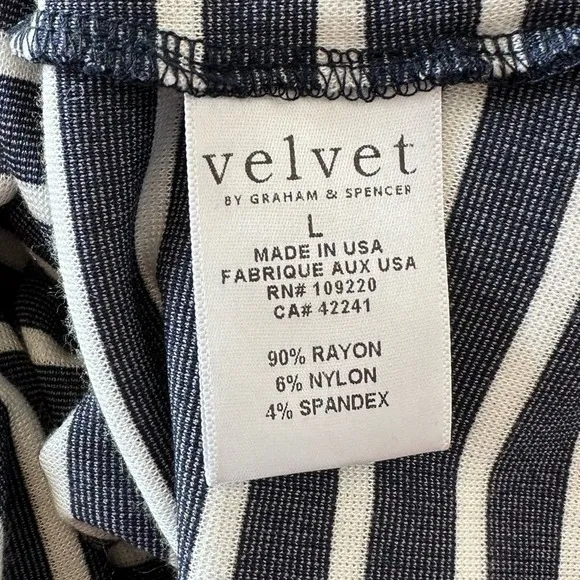 velvet
BY GRAHAM & SPENCER
L
MADE IN USA
FABRIQUE AUX USA
RN# 109220
CA# 42241
90% RAYON
6% NYLON
4% SPANDEX